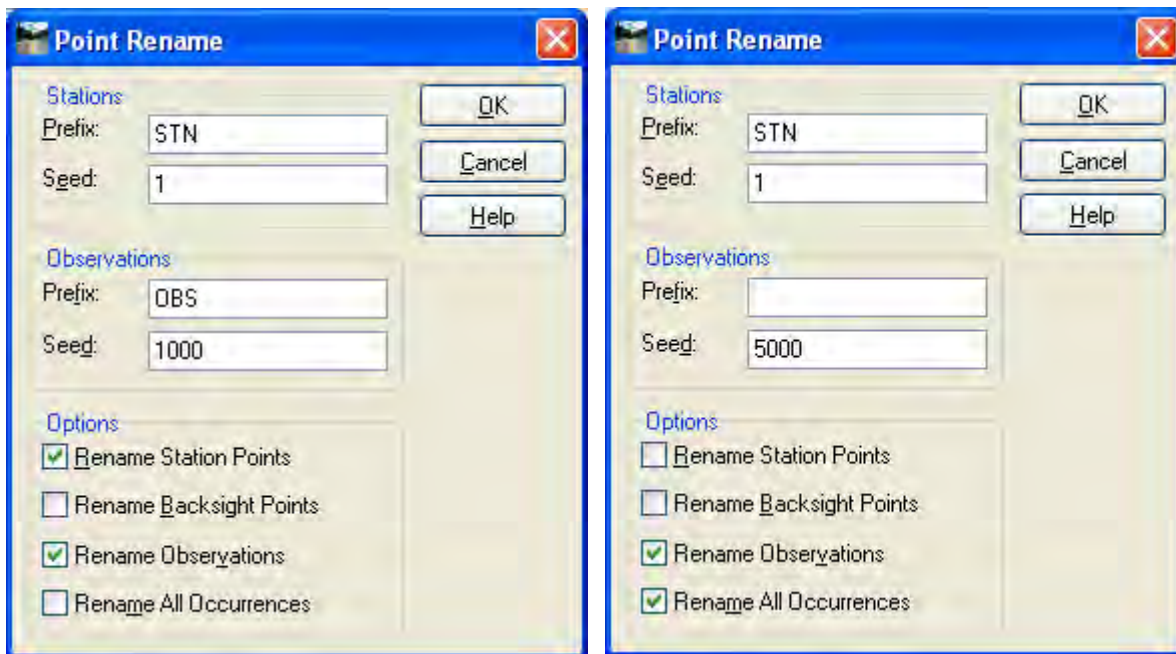 Point Rename
Stations
Prefix:
STN
Seed:
1
OK
Cancel
Help
Observations
Prefix:
OBS
Seed:
1000
Options
Rename Station Points
Rename Backsight Points
Rename Observations
Rename All Occurrences
Point Rename
Stations
Prefix:
STN
Seed:
1
OK
Cancel
Help
Observations
Prefix:
Seed:
5000
Options
Rename Station Points
Rename Backsight Points
Rename Observations
Rename All Occurrences